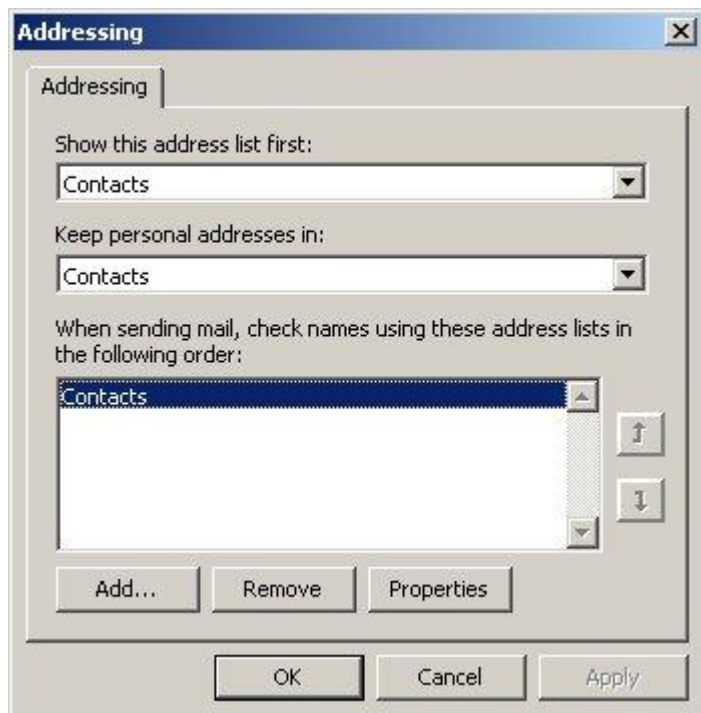 Addressing
Addressing
Show this address list first:
Contacts
Keep personal addresses in:
Contacts
When sending mail, check names using these address lists in
the following order:
Contacts
Add... Remove Properties
OK Cancel Apply